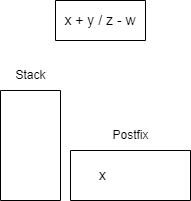 x + y / z - w
Stack
Postfix
x